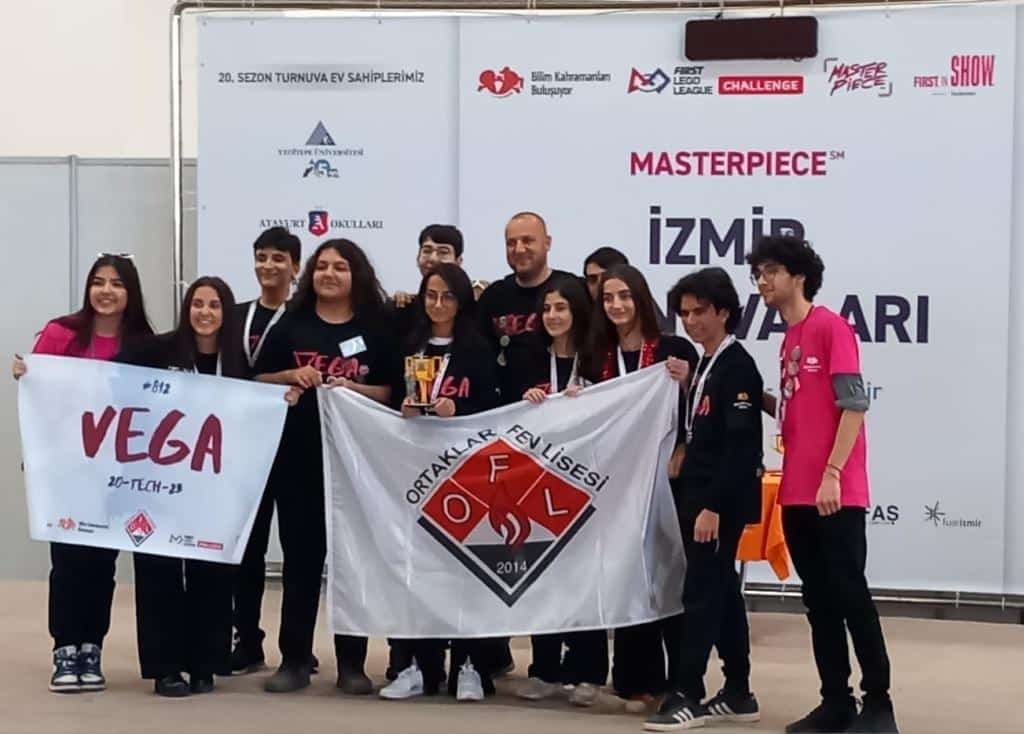 20. SEZON TURNUVA EV SAHİPLERİMİZ
YEDİTEPE ÜNİVERSİTESİ
ATAYURT OKULLARI
Bilim Kahramanları
Buluşuyor
FIRST
LEGO
LEAGUE
CHALLENGE
MASTER
PIECE
FIRST IN SHOW
MASTERPIECE SM
İZMİR
ARI
fuarizmir
#812
VEGA
20-TECH-23
ORTAKLAR FEN LİSESİ
O F L
2014
VEGA
VEGA